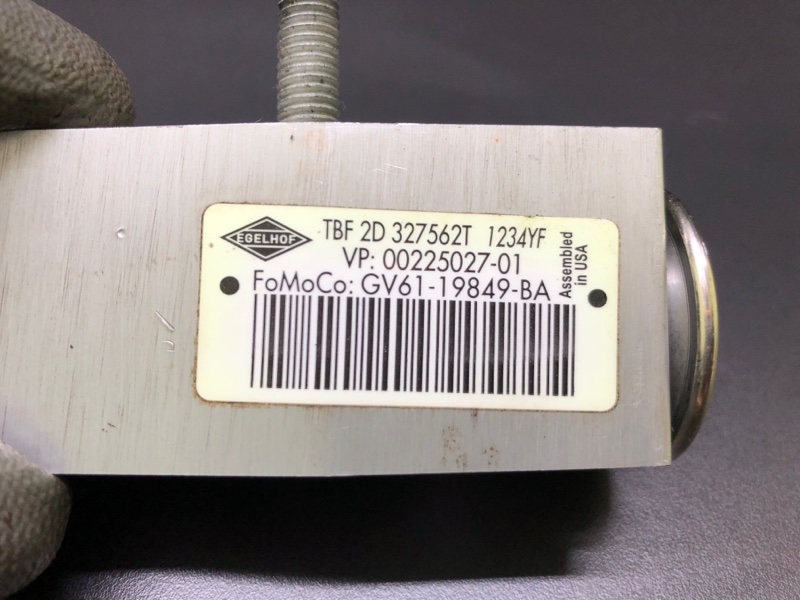 EGELHOF
TBF 2D 327562T 1234YF
VP: 00225027-01
FoMoCo: GV61-19849-BA
Assembled
in USA